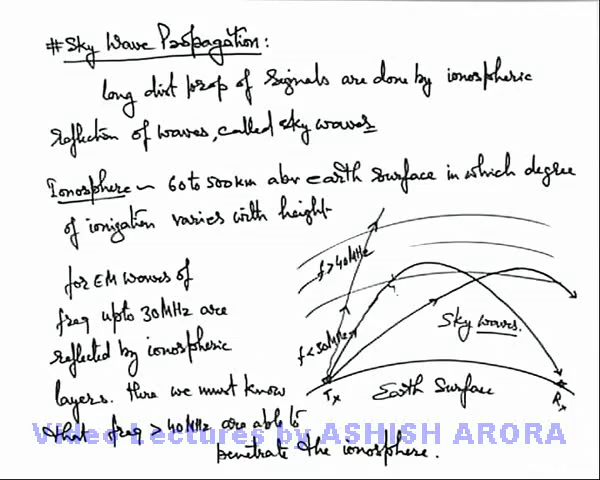 # Sky Wave Propagation :
long dist prop of signals are done by ionospheric
reflection of waves, called sky waves
Ionosphere ~ 60 to 500km abv earth surface in which degree
of ionization varies with height
for EM waves of
freq upto 30MHz are
reflected by ionospheric
layers. Here we must know
that freq > 40MHz are able to
penetrate the ionosphere.
f > 40MHz
f < 30MHz
Sky waves.
Tx
Earth Surface
Rx
Video Lectures by ASHISH ARORA